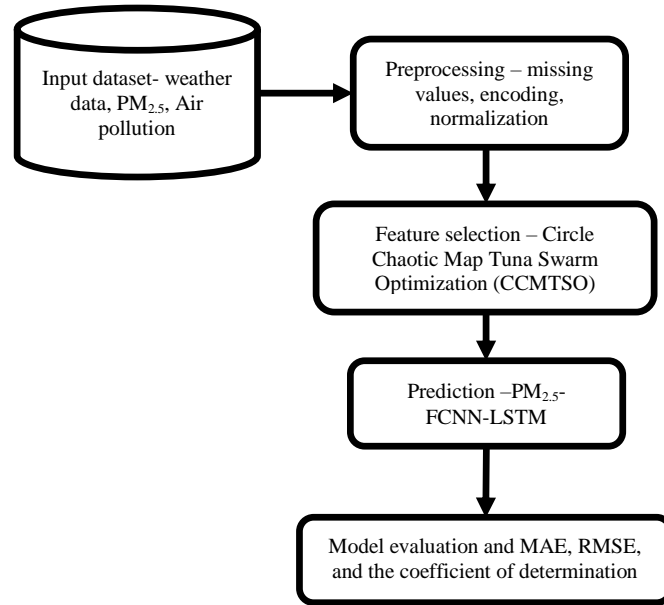 Input dataset- weather
data, PM2.5, Air
pollution
Preprocessing – missing
values, encoding,
normalization
Feature selection – Circle
Chaotic Map Tuna Swarm
Optimization (CCMTSO)
Prediction –PM2.5-
FCNN-LSTM
Model evaluation and MAE, RMSE,
and the coefficient of determination